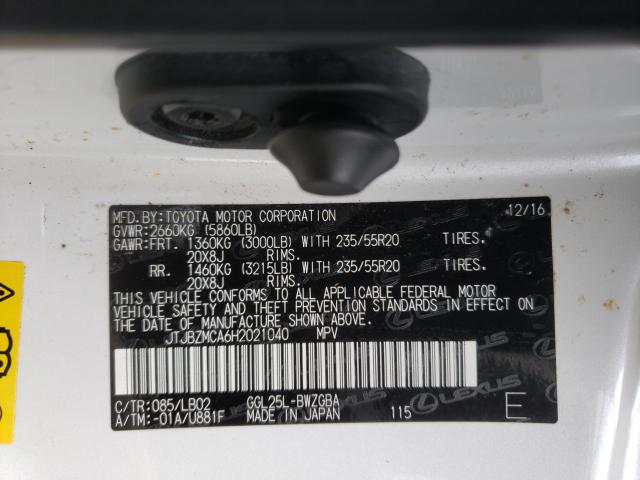 MFD. BY: TOYOTA MOTOR CORPORATION 12/16
GVWR: 2660KG (5860LB)
GAWR: FRT. 1360KG (3000LB) WITH 235/55R20 TIRES.
20X8J RIMS.
RR. 1460KG (3215LB) WITH 235/55R20 TIRES.
20X8J RIMS.
THIS VEHICLE CONFORMS TO ALL APPLICABLE FEDERAL MOTOR
VEHICLE SAFETY AND THEFT PREVENTION STANDARDS IN EFFECT ON
THE DATE OF MANUFACTURE SHOWN ABOVE.
JTJBZMCA6H2021040 MPV
C/TR: 085/LB02 GGL25L-BWZGBA
A/TM: -01A/U881F MADE IN JAPAN 115 E
LEXUS